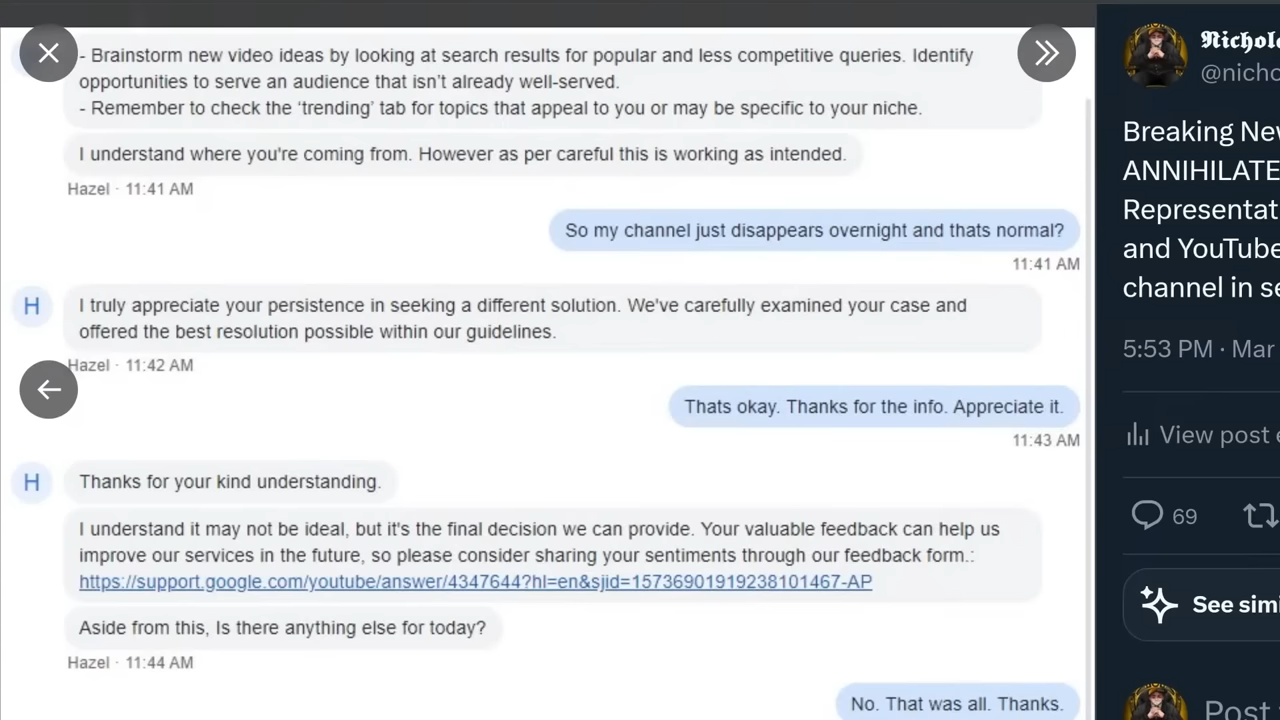 - Brainstorm new video ideas by looking at search results for popular and less competitive queries. Identify
opportunities to serve an audience that isn't already well-served.
- Remember to check the ‘trending’ tab for topics that appeal to you or may be specific to your niche.
I understand where you're coming from. However as per careful this is working as intended.
Hazel · 11:41 AM
So my channel just disappears overnight and thats normal?
11:41 AM
H
I truly appreciate your persistence in seeking a different solution. We've carefully examined your case and
offered the best resolution possible within our guidelines.
Hazel · 11:42 AM
Thats okay. Thanks for the info. Appreciate it.
11:43 AM
H
Thanks for your kind understanding.
I understand it may not be ideal, but it's the final decision we can provide. Your valuable feedback can help us
improve our services in the future, so please consider sharing your sentiments through our feedback form.:
https://support.google.com/youtube/answer/4347644?hl=en&sjid=15736901919238101467-AP
Aside from this, Is there anything else for today?
Hazel · 11:44 AM
No. That was all. Thanks.
𝕹𝖎𝖈𝖍𝖔𝖑
@nicho
Breaking Ne
ANNIHILATE
Representat
and YouTube
channel in se
5:53 PM · Mar
View post
69
See simi
Post